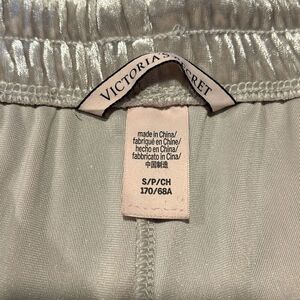 VICTORIA'S SECRET
made in China/
fabriqué en Chine/
hecho en China/
fabbricato in Cina/
中国制造
S/P/CH
170/68A